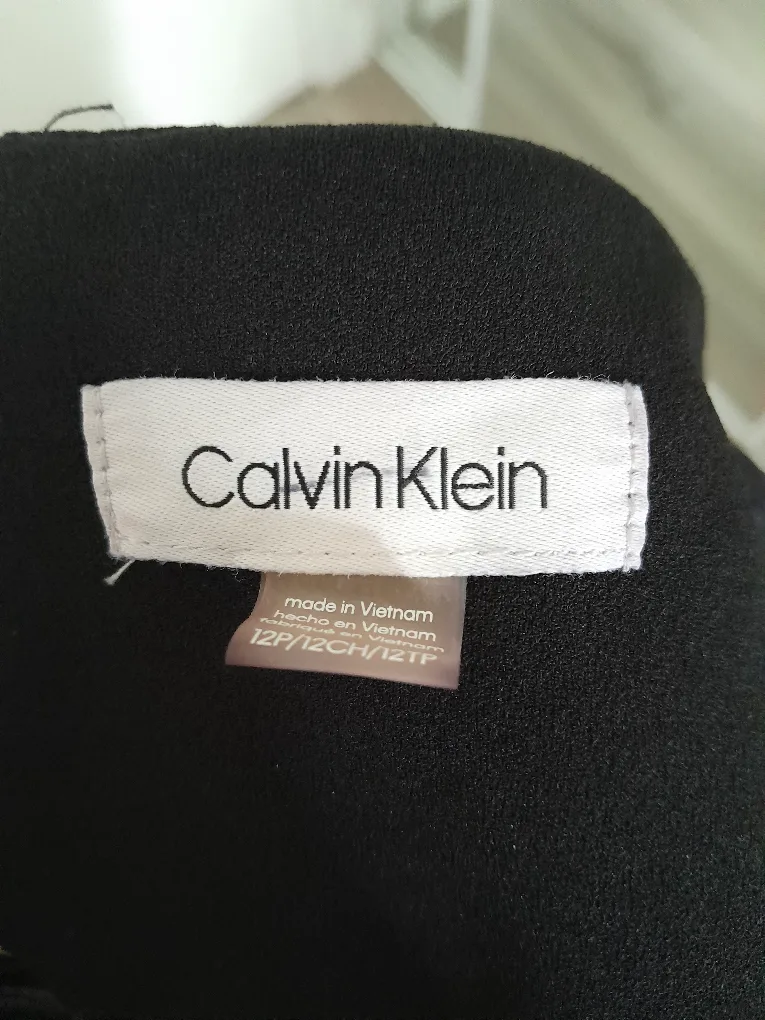 Calvin Klein
made in Vietnam
hecho en Vietnam
fabriqué en Vietnam
12P/12CH/12TP